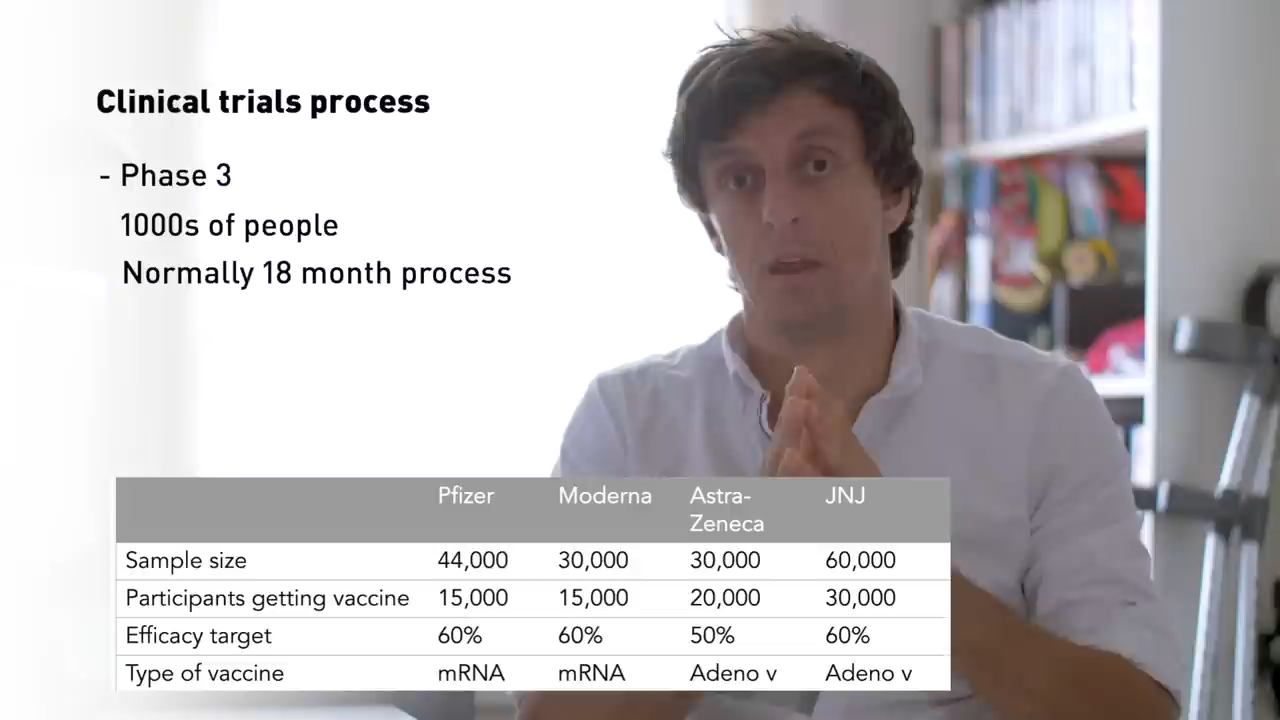 Clinical trials process
- Phase 3
1000s of people
Normally 18 month process
Pfizer Moderna Astra-Zeneca JNJ
Sample size 44,000 30,000 30,000 60,000
Participants getting vaccine 15,000 15,000 20,000 30,000
Efficacy target 60% 60% 50% 60%
Type of vaccine mRNA mRNA Adeno v Adeno v